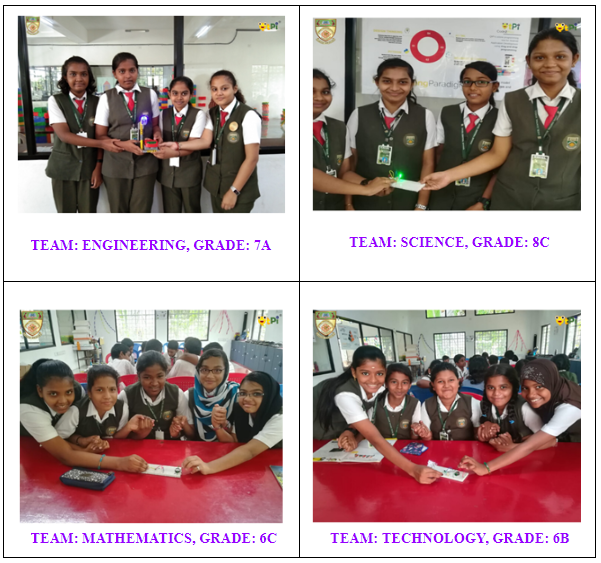 TEAM: ENGINEERING, GRADE: 7A
TEAM: SCIENCE, GRADE: 8C
TEAM: MATHEMATICS, GRADE: 6C
TEAM: TECHNOLOGY, GRADE: 6B